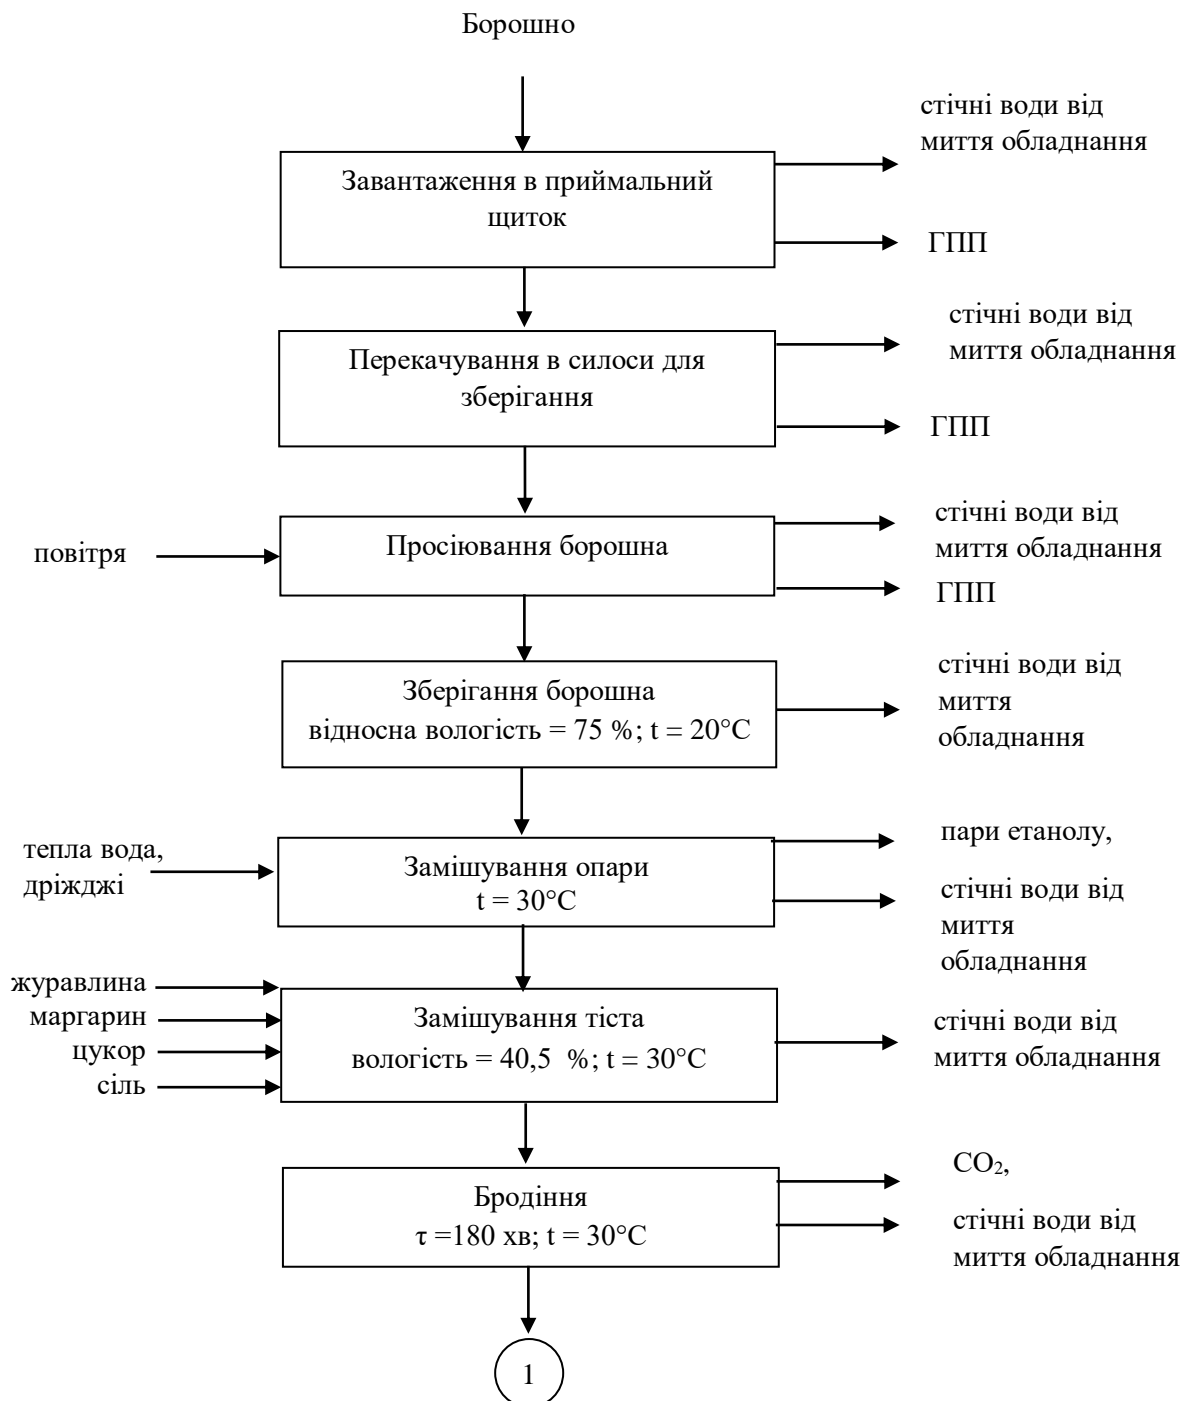 Борошно
стічні води від
миття обладнання
Завантаження в приймальний
щиток
ГПП
стічні води від
миття обладнання
Перекачування в силоси для
зберігання
ГПП
стічні води від
миття обладнання
повітря
Просіювання борошна
ГПП
стічні води від
миття
обладнання
Зберігання борошна
відносна вологість = 75 %; t = 20°C
пари етанолу,
тепла вода,
дріжджі
Замішування опари
t = 30°C
стічні води від
миття
обладнання
журавлина
маргарин
цукор
сіль
Замішування тіста
вологість = 40,5 %; t = 30°C
стічні води від
миття обладнання
CO₂,
Бродіння
τ =180 хв; t = 30°C
стічні води від
миття обладнання
1